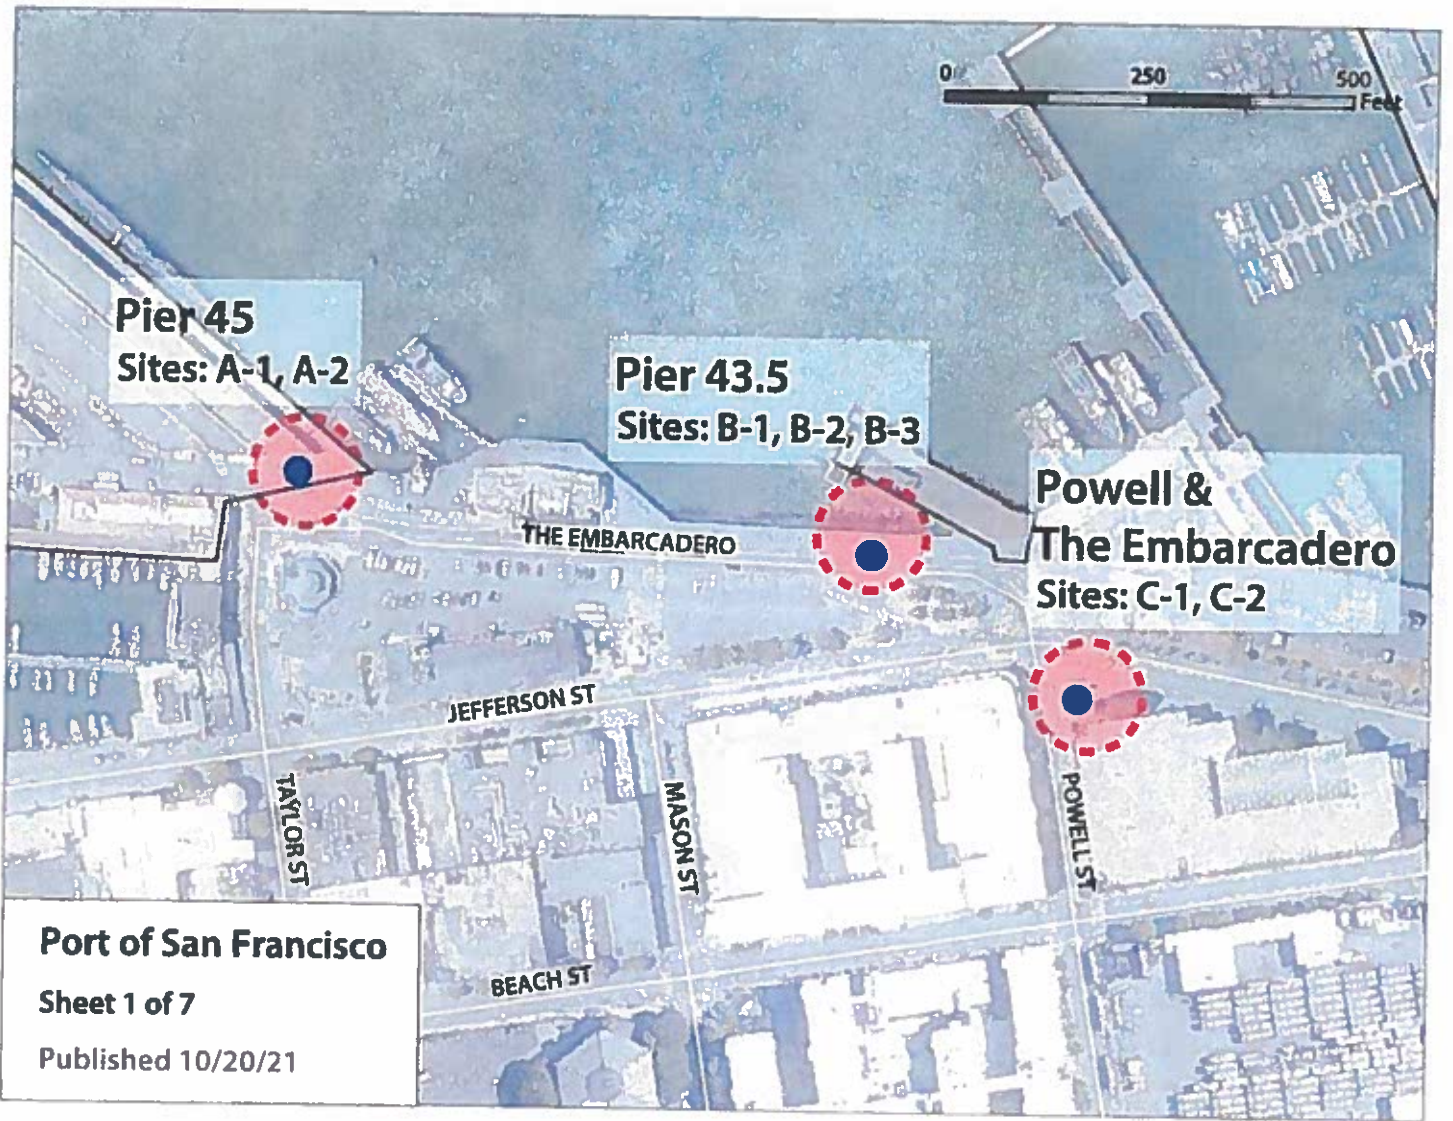 0 250 500
Feet
Pier 45
Sites: A-1, A-2
Pier 43.5
Sites: B-1, B-2, B-3
Powell &
The Embarcadero
Sites: C-1, C-2
THE EMBARCADERO
JEFFERSON ST
TAYLOR ST
MASON ST
POWELL ST
BEACH ST
Port of San Francisco
Sheet 1 of 7
Published 10/20/21